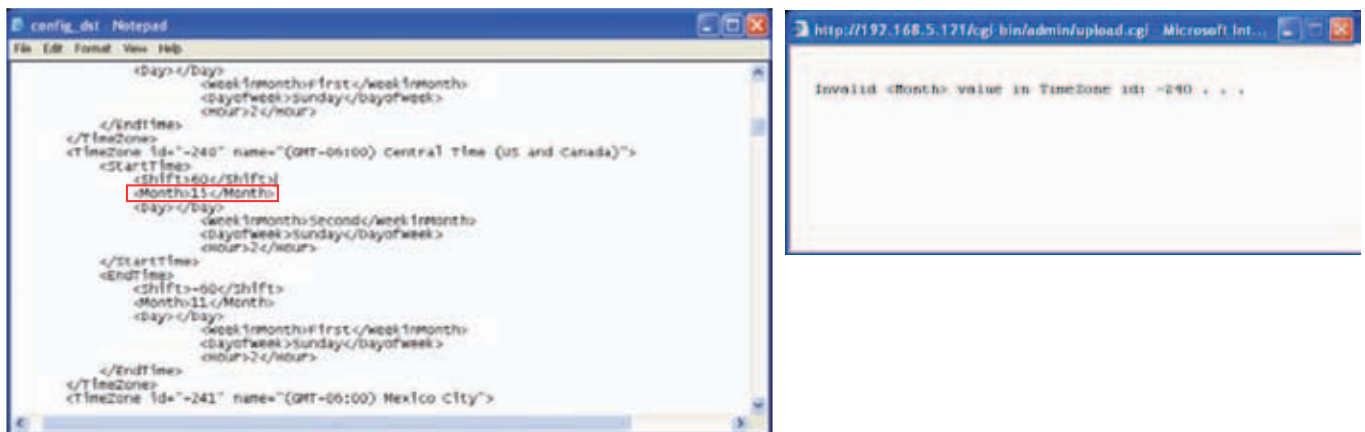 config_dst - Notepad
File Edit Format View Help
<Day></Day>
<WeekInMonth>First</WeekInMonth>
<DayofWeek>Sunday</DayofWeek>
<Hour>2</Hour>
</EndTime>
</TimeZone>
<TimeZone id="-240" name="(GMT-06:00) Central Time (US and Canada)">
<StartTime>
<Shift>60</Shift>
<Month>15</Month>
<Day></Day>
<WeekInMonth>Second</WeekInMonth>
<DayofWeek>Sunday</DayofWeek>
<Hour>2</Hour>
</StartTime>
<EndTime>
<Shift>-60</Shift>
<Month>11</Month>
<Day></Day>
<WeekInMonth>First</WeekInMonth>
<DayofWeek>Sunday</DayofWeek>
<Hour>2</Hour>
</EndTime>
</TimeZone>
<TimeZone id="-241" name="(GMT-06:00) Mexico City">
http://192.168.5.121/cgi-bin/admin/upload.cgi - Microsoft Int...
Invalid <Month> value in TimeZone id: -240 . . .